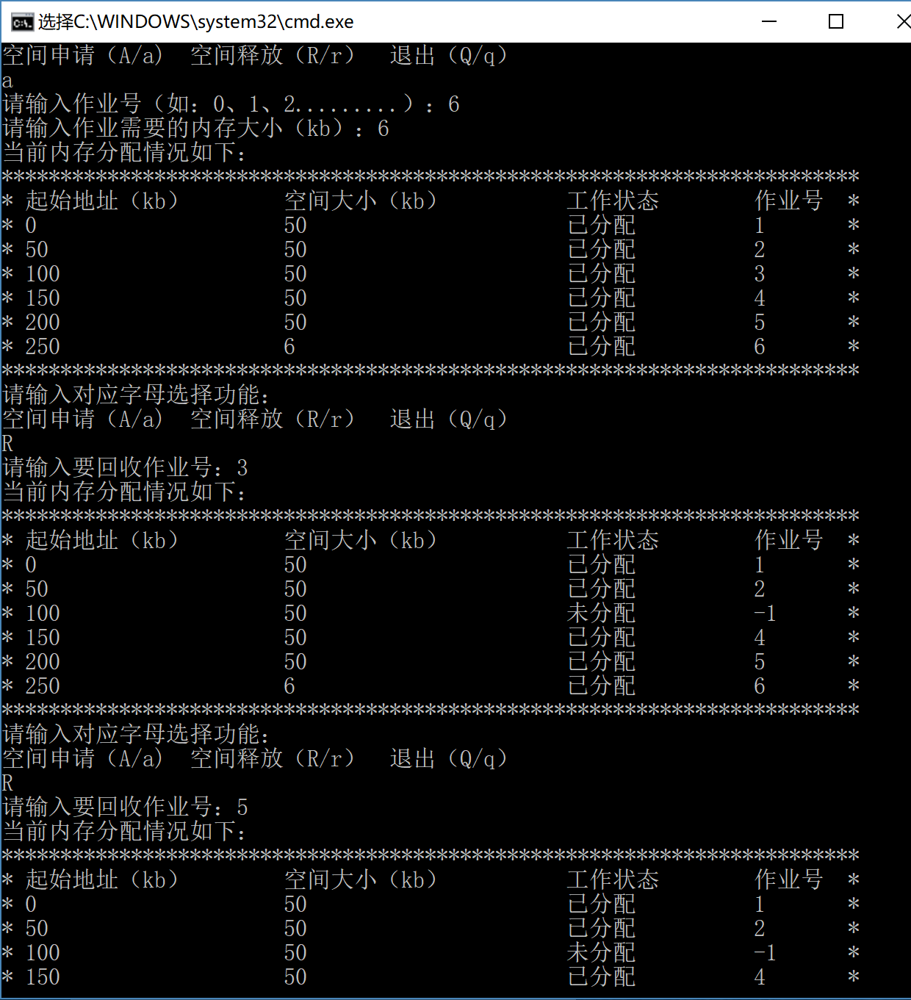 选择C:\WINDOWS\system32\cmd.exe
空间申请（A/a） 空间释放（R/r）  退出（Q/q）
a
请输入作业号（如：0、1、2.........）：6
请输入作业需要的内存大小（kb）：6
当前内存分配情况如下：
*************************************************************************
* 起始地址（kb） 空间大小（kb） 工作状态 作业号 *
* 0 50 已分配 1 *
* 50 50 已分配 2 *
* 100 50 已分配 3 *
* 150 50 已分配 4 *
* 200 50 已分配 5 *
* 250 6 已分配 6 *
*************************************************************************
请输入对应字母选择功能：
空间申请（A/a） 空间释放（R/r）  退出（Q/q）
R
请输入要回收作业号：3
当前内存分配情况如下：
*************************************************************************
* 起始地址（kb） 空间大小（kb） 工作状态 作业号 *
* 0 50 已分配 1 *
* 50 50 已分配 2 *
* 100 50 未分配 -1 *
* 150 50 已分配 4 *
* 200 50 已分配 5 *
* 250 6 已分配 6 *
*************************************************************************
请输入对应字母选择功能：
空间申请（A/a） 空间释放（R/r）  退出（Q/q）
R
请输入要回收作业号：5
当前内存分配情况如下：
*************************************************************************
* 起始地址（kb） 空间大小（kb） 工作状态 作业号 *
* 0 50 已分配 1 *
* 50 50 已分配 2 *
* 100 50 未分配 -1 *
* 150 50 已分配 4 *